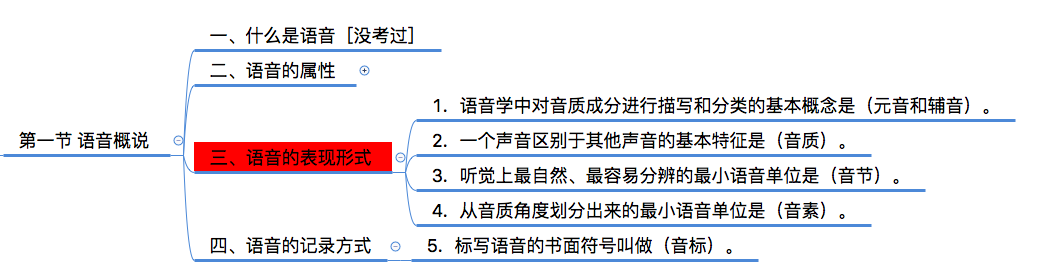 第一节 语音概说
一、什么是语音［没考过］
二、语音的属性
三、语音的表现形式
1．语音学中对音质成分进行描写和分类的基本概念是（元音和辅音）。
2．一个声音区别于其他声音的基本特征是（音质）。
3．听觉上最自然、最容易分辨的最小语音单位是（音节）。
4．从音质角度划分出来的最小语音单位是（音素）。
四、语音的记录方式
5．标写语音的书面符号叫做（音标）。